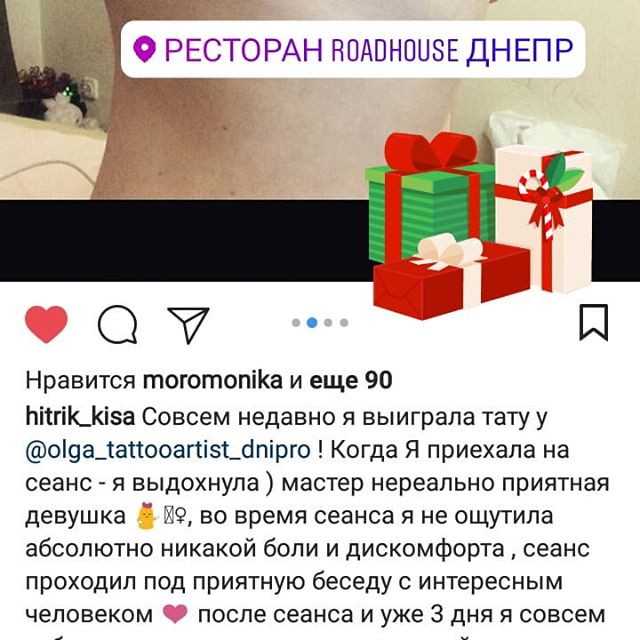 РЕСТОРАН ROADHOUSE ДНЕПР
Нравится moromonika и еще 90
hitrik_kisa Совсем недавно я выиграла тату у
@olga_tattooartist_dnipro ! Когда Я приехала на
сеанс - я выдохнула ) мастер нереально приятная
девушка , во время сеанса я не ощутила
абсолютно никакой боли и дискомфорта , сеанс
проходил под приятную беседу с интересным
человеком ❤ после сеанса и уже 3 дня я совсем